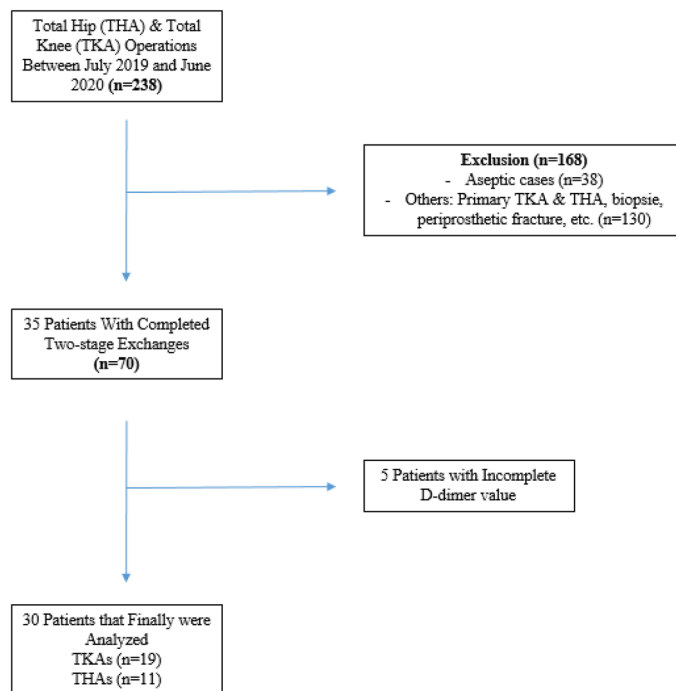 Total Hip (THA) & Total
Knee (TKA) Operations
Between July 2019 and June
2020 (n=238)
Exclusion (n=168)
- Aseptic cases (n=38)
- Others: Primary TKA & THA, biopsie,
periprosthetic fracture, etc. (n=130)
35 Patients With Completed
Two-stage Exchanges
(n=70)
5 Patients with Incomplete
D-dimer value
30 Patients that Finally were
Analyzed
TKAs (n=19)
THAs (n=11)